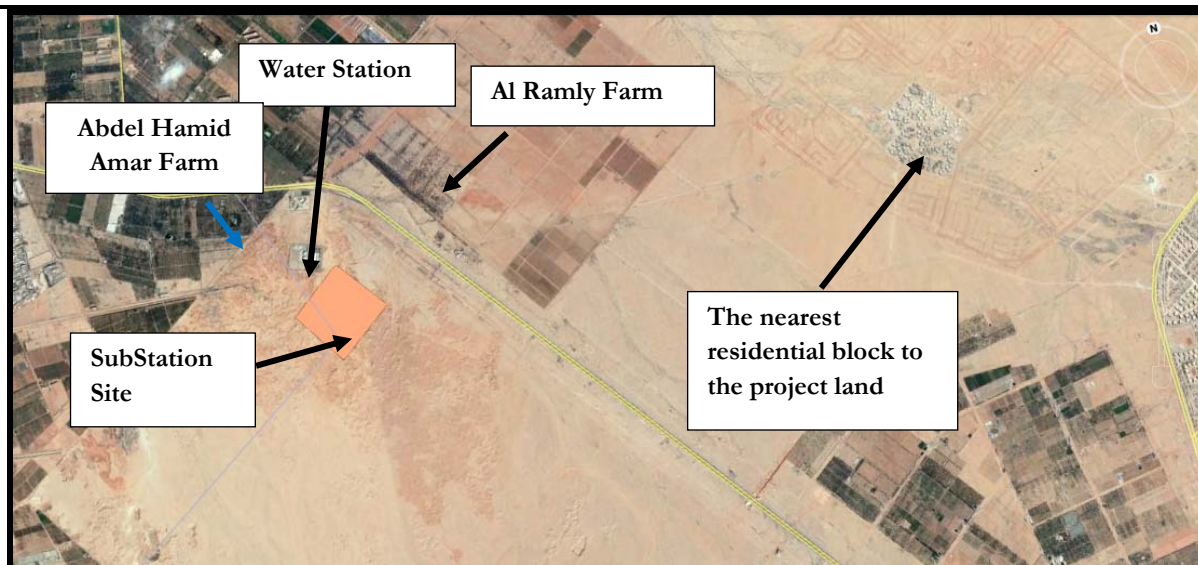 N
Water Station
Al Ramly Farm
Abdel Hamid
Amar Farm
The nearest
residential block to
the project land
SubStation
Site